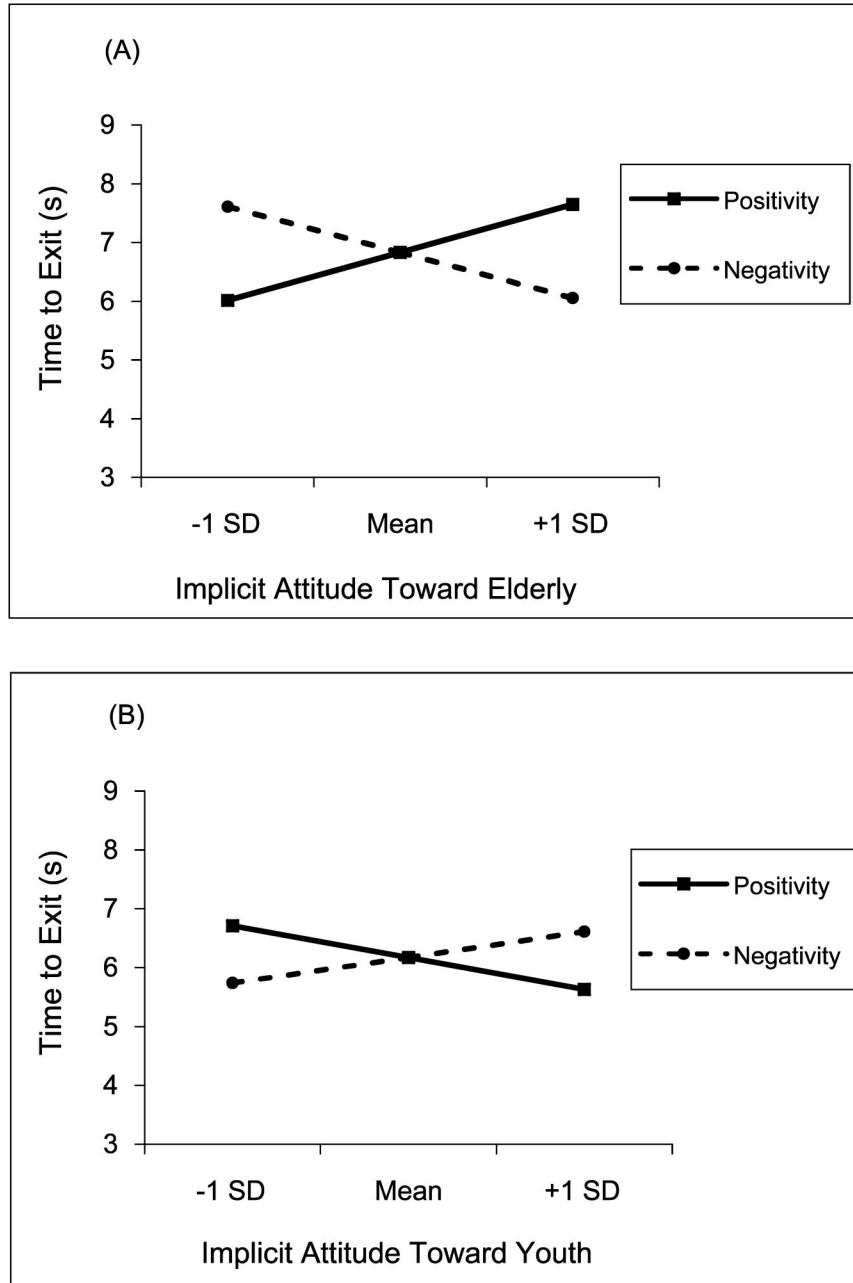 (A)
9
8
7
6
5
4
3
Time to Exit (s)
-1 SD Mean +1 SD
Implicit Attitude Toward Elderly
Positivity
Negativity
(B)
9
8
7
6
5
4
3
Time to Exit (s)
-1 SD Mean +1 SD
Implicit Attitude Toward Youth
Positivity
Negativity